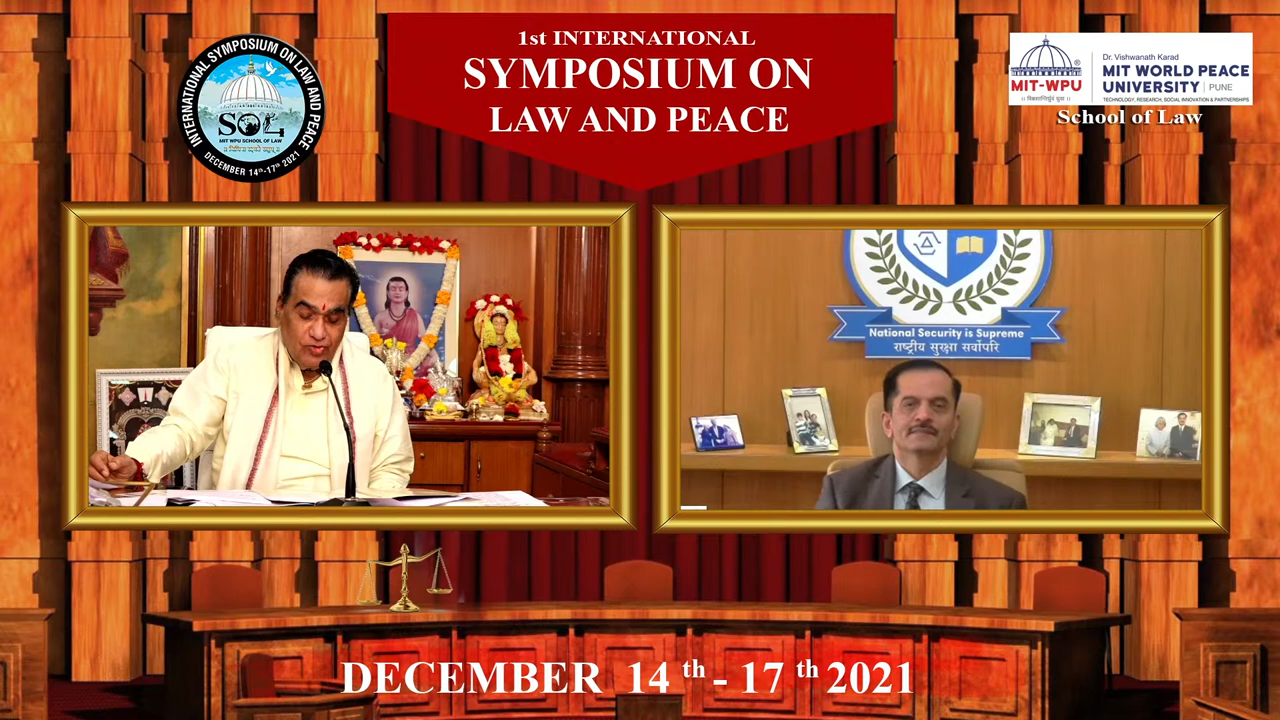 1st INTERNATIONAL
SYMPOSIUM ON
LAW AND PEACE
INTERNATIONAL SYMPOSIUM ON LAW AND PEACE
MIT WPU SCHOOL OF LAW
DECEMBER 14th-17th 2021
MIT-WPU
Dr. Vishwanath Karad
MIT WORLD PEACE
UNIVERSITY | PUNE
TECHNOLOGY, RESEARCH, SOCIAL INNOVATION & PARTNERSHIPS
School of Law
National Security is Supreme
राष्ट्रीय सुरक्षा सर्वोपरि
DECEMBER 14 th - 17 th 2021